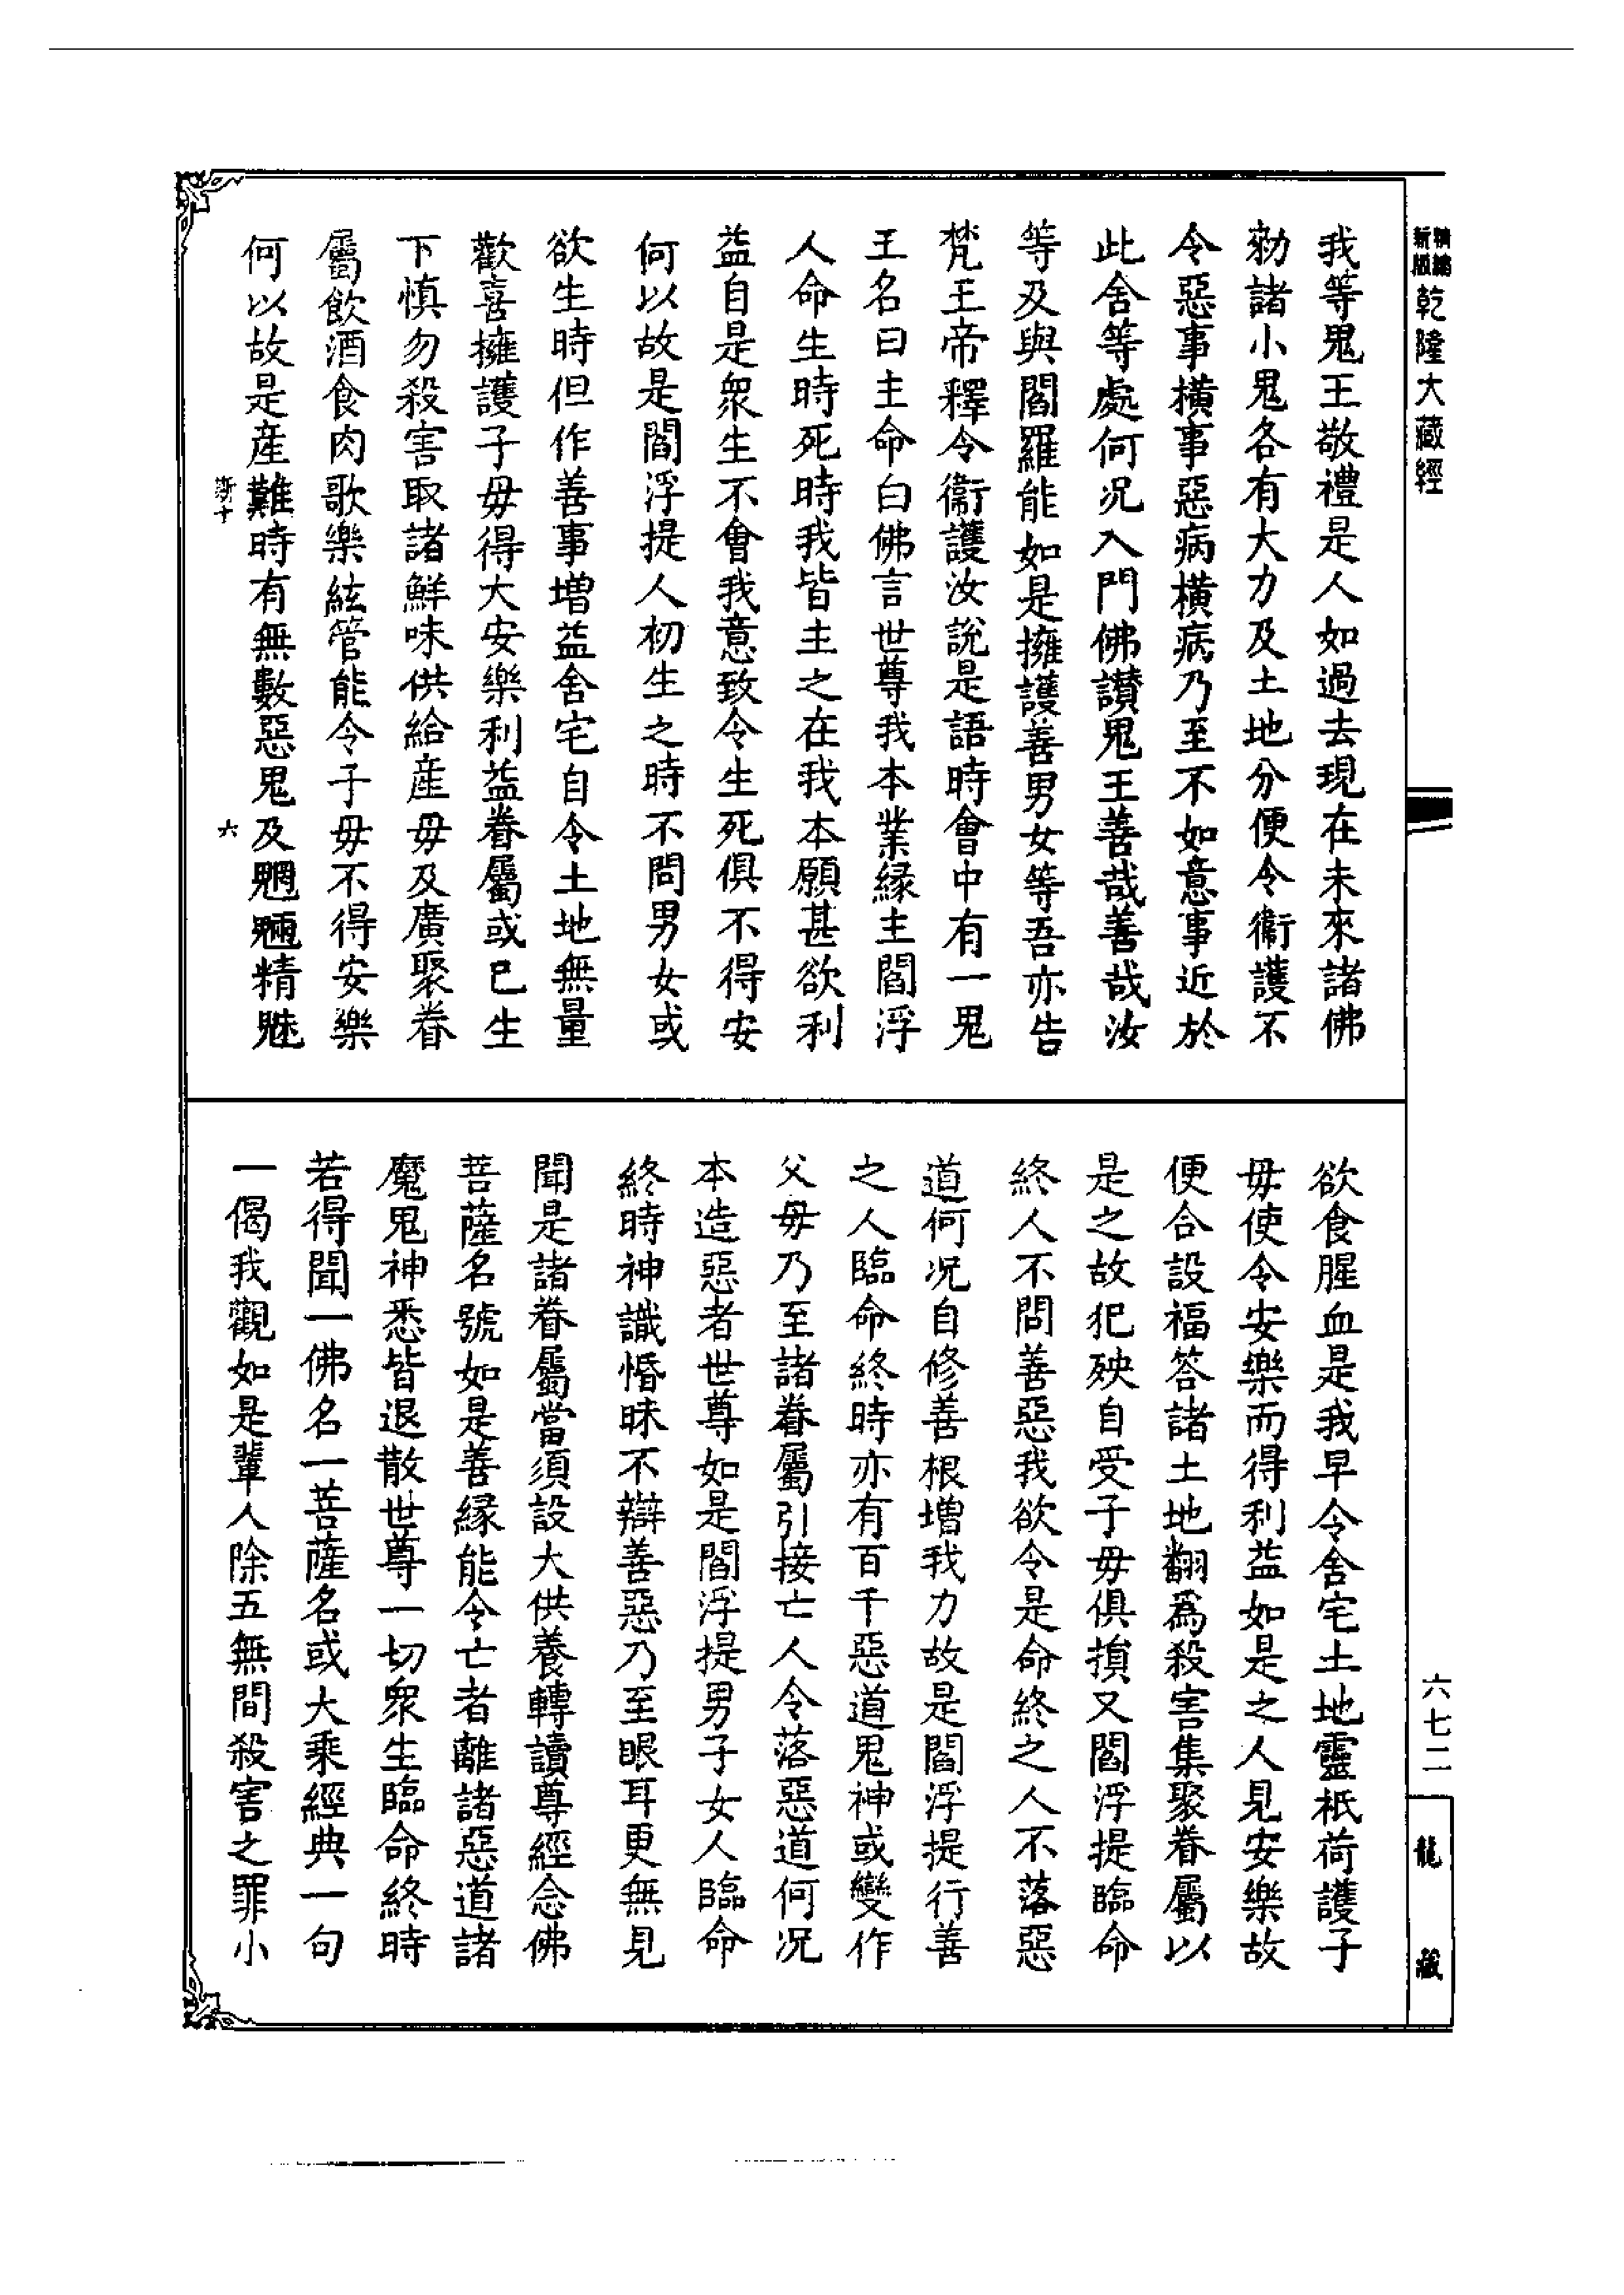 新版
精縮
乾隆大藏經
六七二
龍藏
我等鬼王敬禮是人如過去現在未來諸佛
勑諸小鬼各有大力及土地分便令衞護不
令惡事橫事惡病橫病乃至不如意事近於
此舍等處何况入門佛讃鬼王善哉善哉汝
等及與閻羅能如是擁護善男女等吾亦告
梵王帝釋令衞護汝說是語時會中有一鬼
王名曰主命白佛言世尊我本業緣主閻浮
人命生時死時我皆主之在我本願甚欲利
益自是衆生不會我意致令生死俱不得安
何以故是閻浮提人初生之時不問男女或
欲生時但作善事增益舍宅自令土地無量
歡喜擁護子毋得大安樂利益眷屬或已生
下慎勿殺害取諸鮮味供給産毋及廣聚眷
屬飲酒食肉歌樂絃管能令子毋不得安樂
何以故是産難時有無數惡鬼及魍魎精魅
斯十
六
欲食腥血是我早令舍宅土地靈祇荷護子
毋使令安樂而得利益如是之人見安樂故
便合設福答諸土地翻爲殺害集聚眷屬以
是之故犯殃自受子毋俱損又閻浮提臨命
終人不問善惡我欲令是命終之人不落惡
道何况自修善根增我力故是閻浮提行善
之人臨命終時亦有百千惡道鬼神或變作
父毋乃至諸眷屬引接亡人令落惡道何况
本造惡者世尊如是閻浮提男子女人臨命
終時神識惛昧不辯善惡乃至眼耳更無見
聞是諸眷屬當須設大供養轉讀尊經念佛
菩薩名號如是善緣能令亡者離諸惡道諸
魔鬼神悉皆退散世尊一切衆生臨命終時
若得聞一佛名一菩薩名或大乘經典一句
一偈我觀如是輩人除五無間殺害之罪小